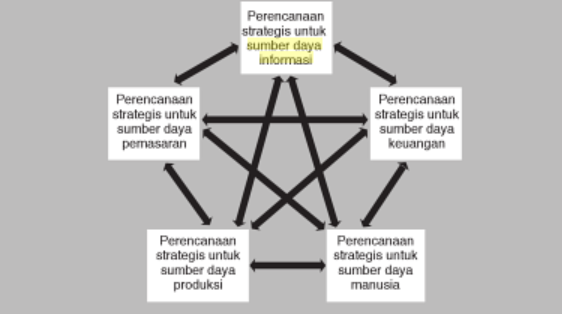 Perencanaan
strategis untuk
sumber daya
informasi
Perencanaan
strategis untuk
sumber daya
pemasaran
Perencanaan
strategis untuk
sumber daya
keuangan
Perencanaan
strategis untuk
sumber daya
produksi
Perencanaan
strategis untuk
sumber daya
manusia